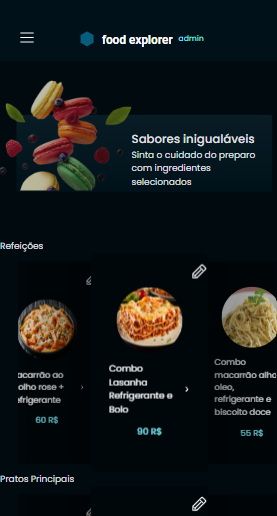 food explorer admin
Sabores inigualáveis
Sinta o cuidado do preparo
com ingredientes
selecionados
Refeições
acarrão ao
olho rose +
efrigerante
60 R$
Combo
Lasanha
Refrigerante e
Bolo
90 R$
Combo
macarrão alho
oleo,
refrigerante e
biscoito doce
55 R$
Pratos Principais